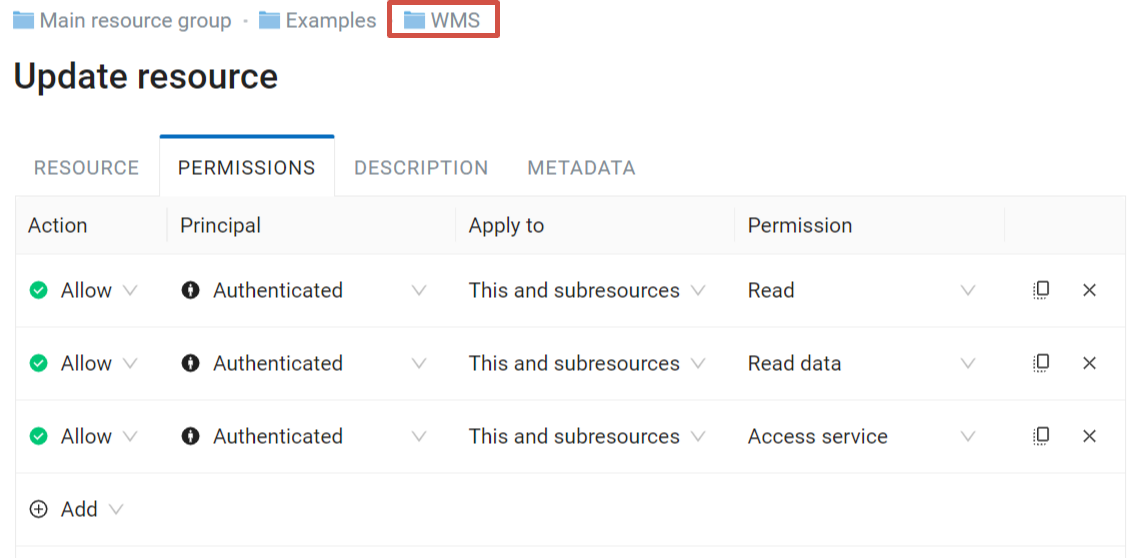 Main resource group · Examples WMS
Update resource
RESOURCE PERMISSIONS DESCRIPTION METADATA
Action Principal Apply to Permission
Allow Authenticated This and subresources Read
Allow Authenticated This and subresources Read data
Allow Authenticated This and subresources Access service
Add